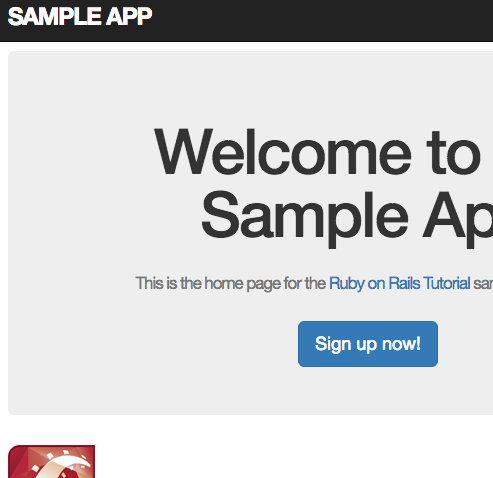 SAMPLE APP
Welcome to
Sample Ap
This is the home page for the Ruby on Rails Tutorial sam
Sign up now!